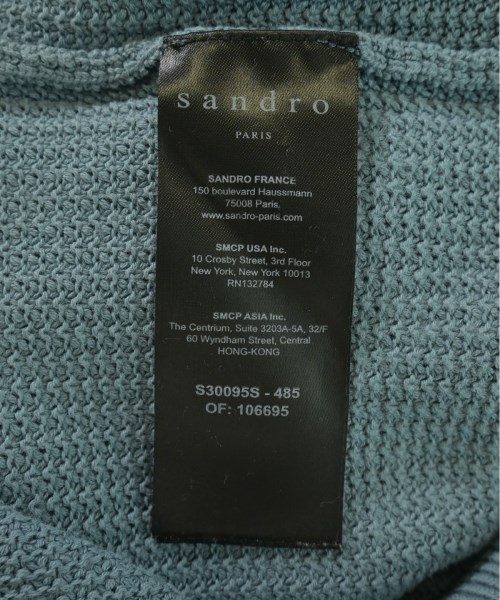 sandro
PARIS
SANDRO FRANCE
150 boulevard Haussmann
75008 Paris,
www.sandro-paris.com
SMCP USA Inc.
10 Crosby Street, 3rd Floor
New York, New York 10013
RN132784
SMCP ASIA Inc.
The Centrium, Suite 3203A-5A, 32/F
60 Wyndham Street, Central
HONG-KONG
S30095S - 485
OF: 106695